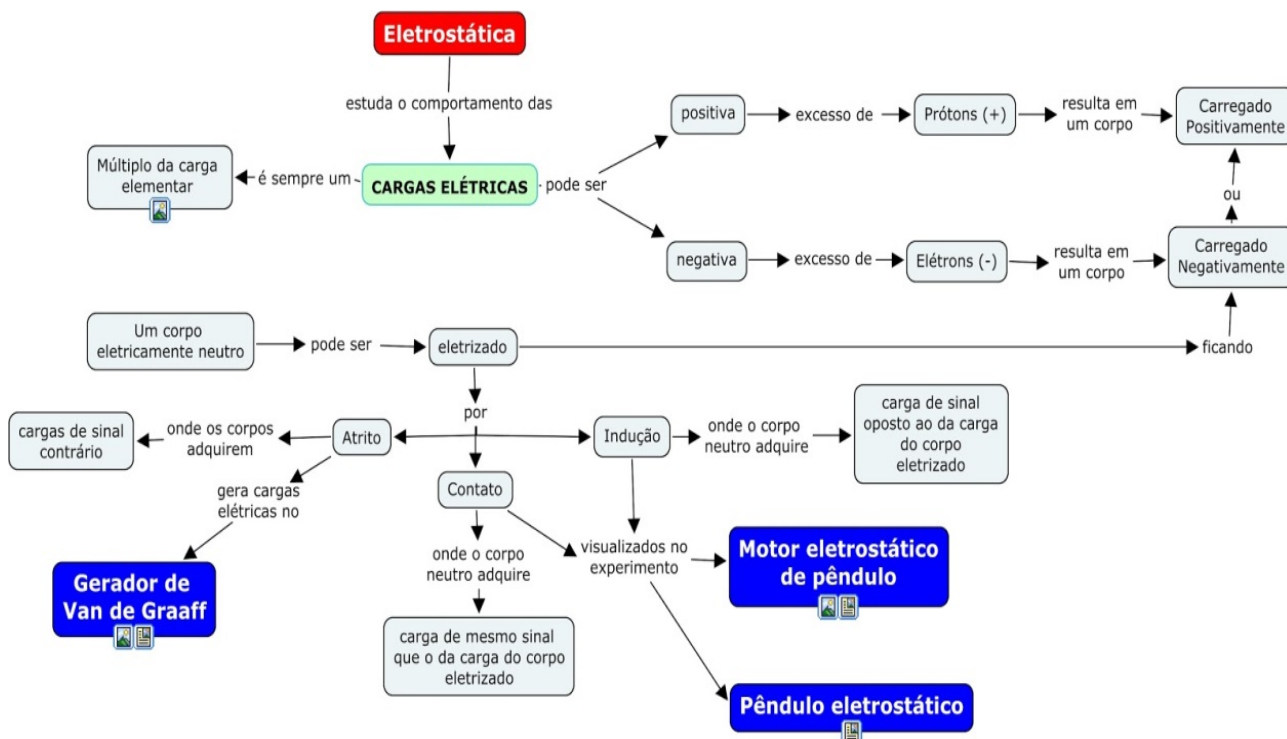 Eletrostática
estuda o comportamento das
CARGAS ELÉTRICAS
é sempre um
Múltiplo da carga
elementar
pode ser
positiva
excesso de
Prótons (+)
resulta em
um corpo
Carregado
Positivamente
ou
negativa
excesso de
Elétrons (-)
resulta em
um corpo
Carregado
Negativamente
Um corpo
eletricamente neutro
pode ser
eletrizado
ficando
por
Atrito
onde os corpos
adquirem
cargas de sinal
contrário
gera cargas
elétricas no
Gerador de
Van de Graaff
Contato
onde o corpo
neutro adquire
carga de mesmo sinal
que o da carga do corpo
eletrizado
Indução
onde o corpo
neutro adquire
carga de sinal
oposto ao da carga
do corpo
eletrizado
visualizados no
experimento
Motor eletrostático
de pêndulo
Pêndulo eletrostático